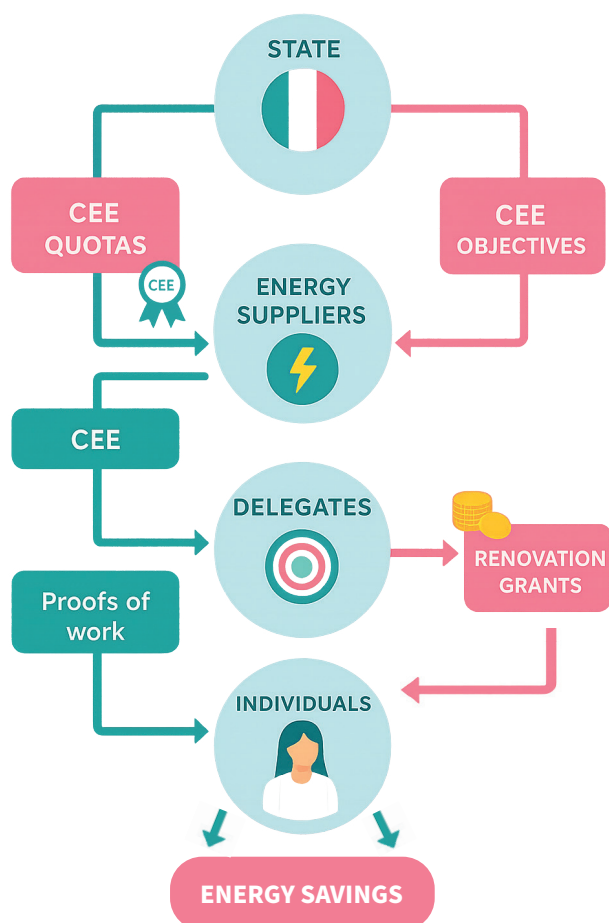 STATE
CEE
QUOTAS
CEE
OBJECTIVES
CEE
ENERGY
SUPPLIERS
CEE
DELEGATES
RENOVATION
GRANTS
Proofs of
work
INDIVIDUALS
ENERGY SAVINGS